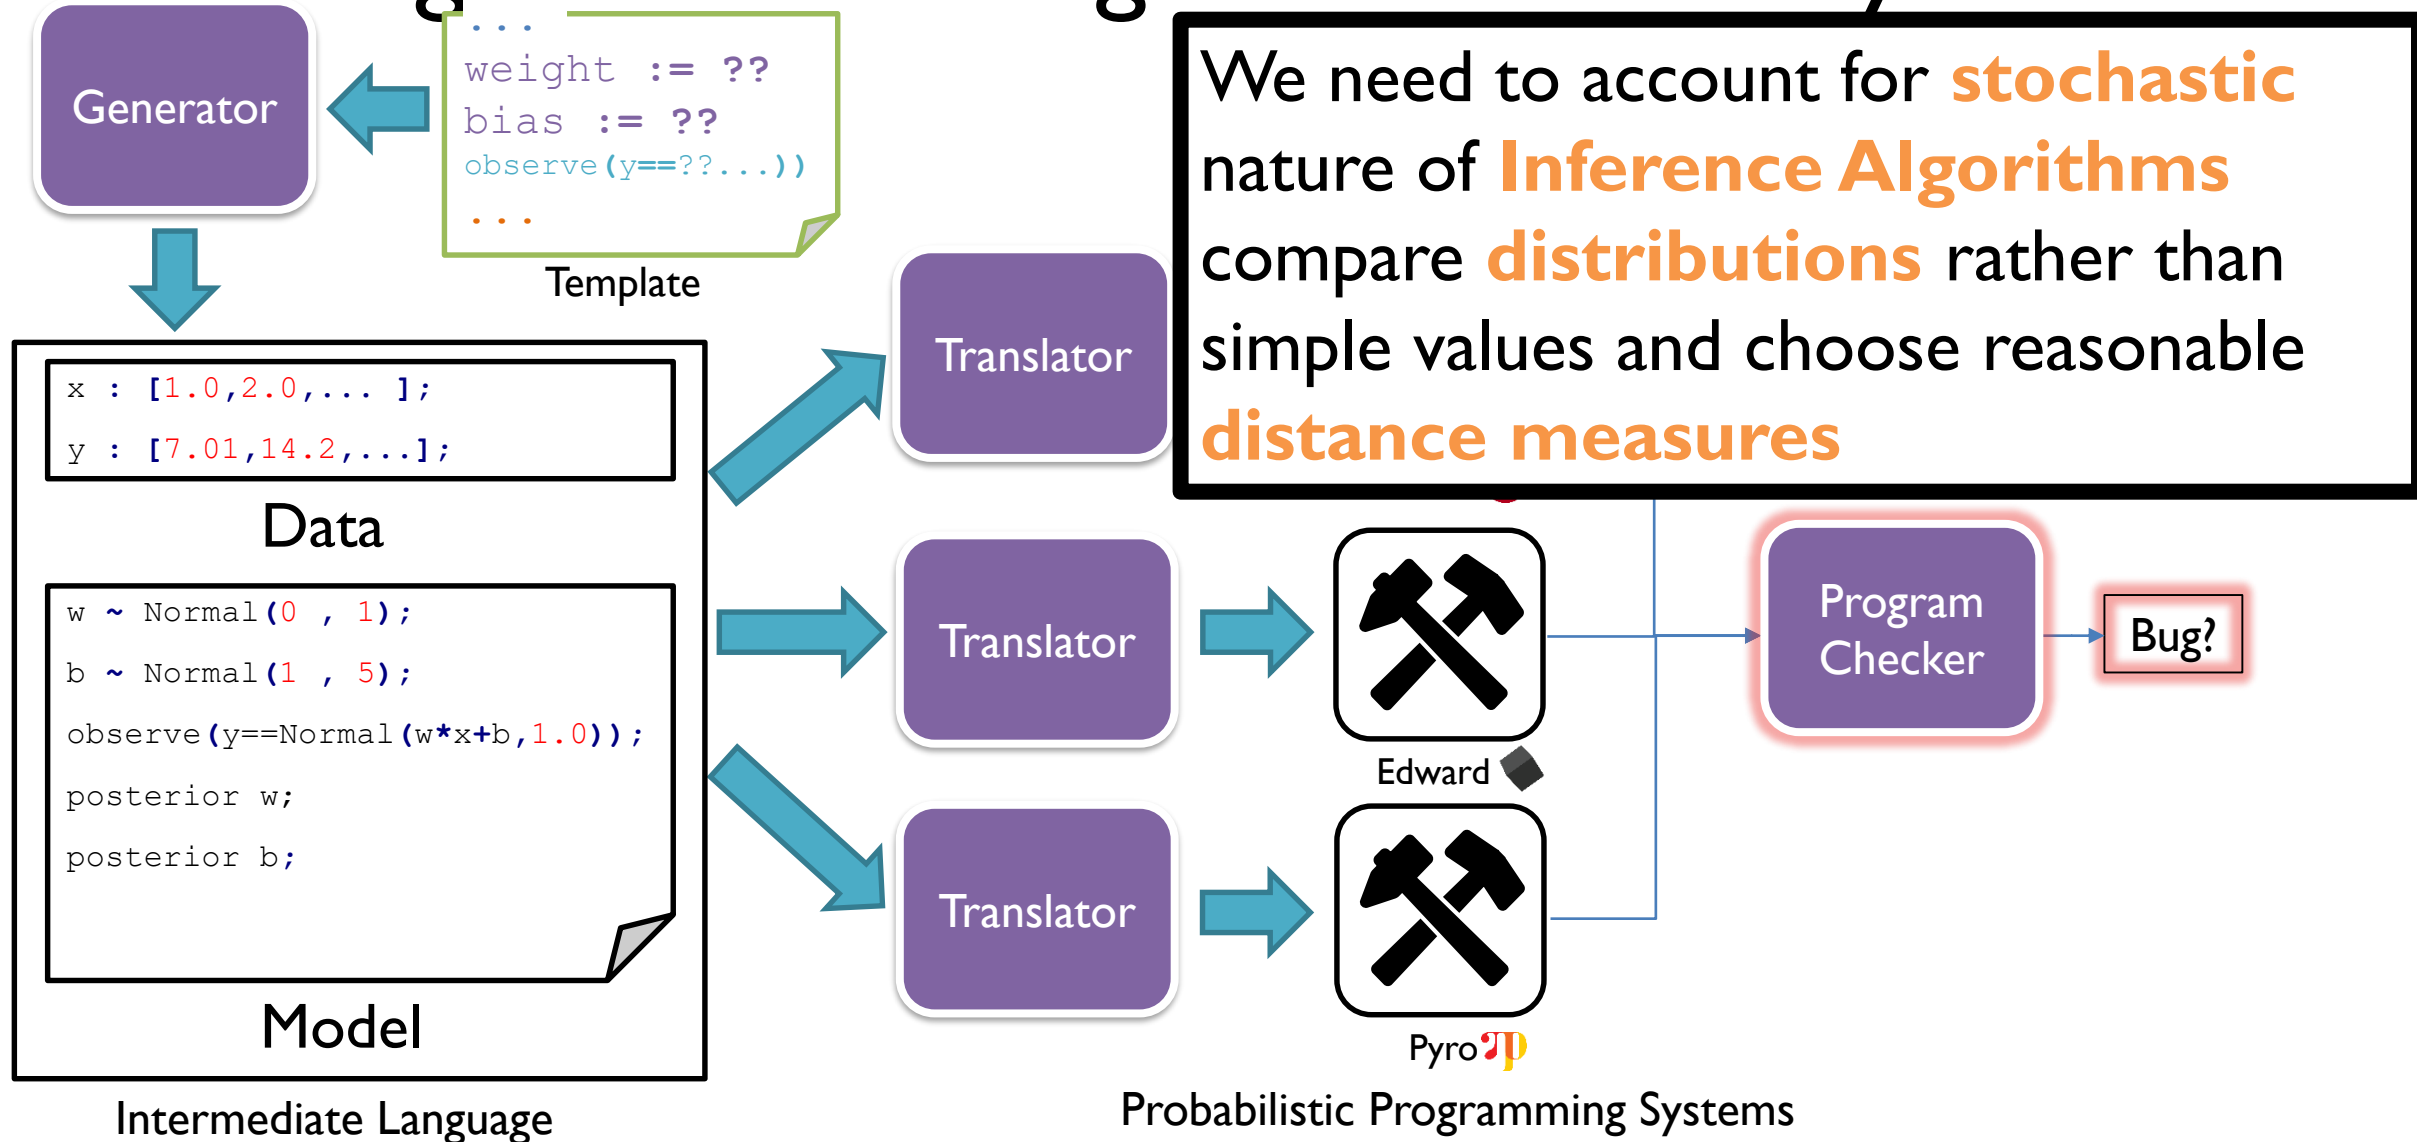 ...
weight := ??
bias := ??
observe(y==??...))
...
Generator
Template
We need to account for stochastic
nature of Inference Algorithms
compare distributions rather than
simple values and choose reasonable
distance measures
Translator
x : [1.0,2.0,... ];
y : [7.01,14.2,...];
Data
w ~ Normal(0 , 1);
b ~ Normal(1 , 5);
observe(y==Normal(w*x+b,1.0));
posterior w;
posterior b;
Model
Intermediate Language
Translator
Edward
Program
Checker
Bug?
Translator
Pyro
Probabilistic Programming Systems